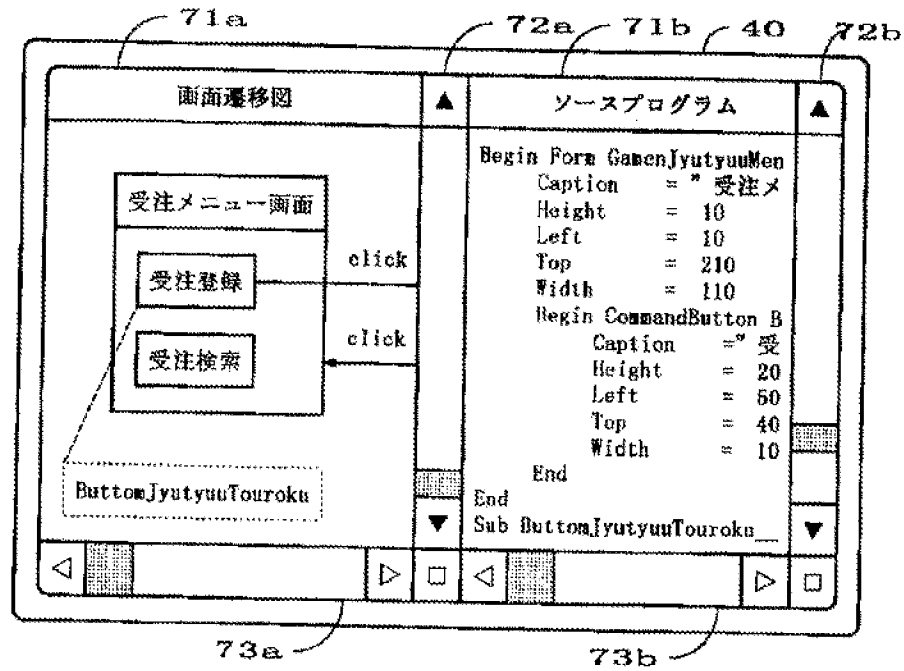 71a
72a
71b
40
72b
画面遷移図
▲
ソースプログラム
▲
受注メニュー画面
受注登録
click
受注検索
click
ButtomJyutyuuTouroku
▼
Begin Form GamenJyutyuuMen
Caption = ” 受注メ
Height = 10
Left = 10
Top = 210
Width = 110
Begin CommandButton B
Caption =” 受
Height = 20
Left = 50
Top = 40
Width = 10
End
End
Sub ButtomJyutyuuTouroku__
▼
◁
▷
□
◁
▷
□
73a
73b